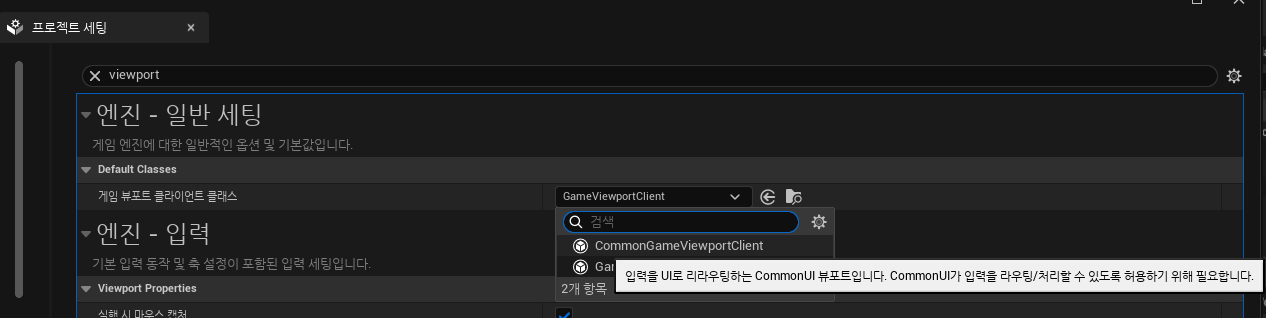 프로젝트 세팅
viewport
엔진 - 일반 세팅
게임 엔진에 대한 일반적인 옵션 및 기본값입니다.
Default Classes
게임 뷰포트 클라이언트 클래스
GameViewportClient
검색
엔진 - 입력
CommonGameViewportClient
기본 입력 동작 및 축 설정이 포함된 입력 세팅입니다.
Gar
입력을 UI로 리라우팅하는 CommonUI 뷰포트입니다. CommonUI가 입력을 라우팅/처리할 수 있도록 허용하기 위해 필요합니다.
Viewport Properties
2개 항목
실행 시 마우스 캡처